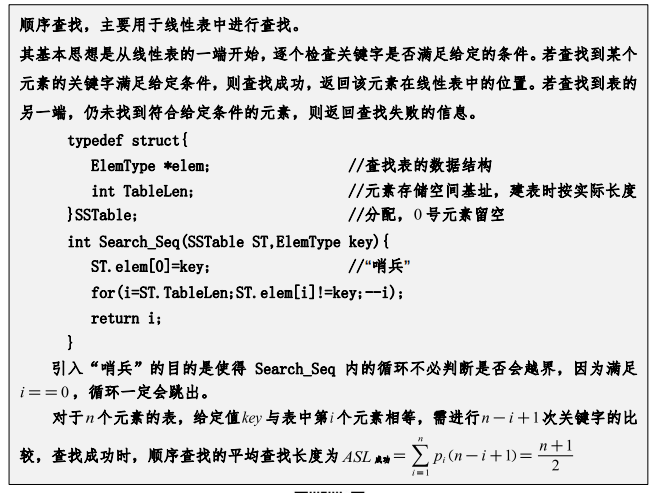 顺序查找，主要用于线性表中进行查找。
其基本思想是从线性表的一端开始，逐个检查关键字是否满足给定的条件。若查找到某个
元素的关键字满足给定条件，则查找成功，返回该元素在线性表中的位置。若查找到表的
另一端，仍未找到符合给定条件的元素，则返回查找失败的信息。
typedef struct{
ElemType *elem; //查找表的数据结构
int TableLen; //元素存储空间基址，建表时按实际长度
}SSTable; //分配，0号元素留空
int Search_Seq(SSTable ST,ElemType key){
ST.elem[0]=key; //“哨兵”
for(i=ST.TableLen;ST.elem[i]!=key;--i);
return i;
}
引入“哨兵”的目的是使得 Search_Seq 内的循环不必判断是否会越界，因为满足
i==0，循环一定会跳出。
对于n个元素的表，给定值key与表中第i个元素相等，需进行n-i+1次关键字的比
较，查找成功时，顺序查找的平均查找长度为 ASL成功=∑_{i=1}^{n} p_i(n-i+1)=(n+1)/2